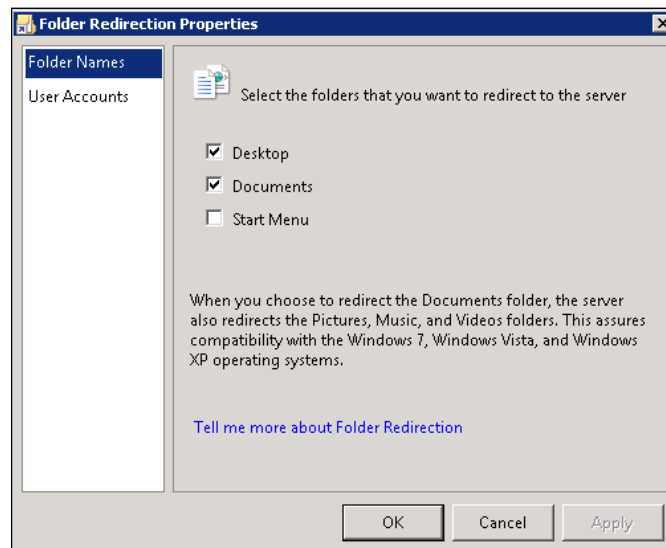 Folder Redirection Properties
Folder Names
User Accounts
Select the folders that you want to redirect to the server
Desktop
Documents
Start Menu
When you choose to redirect the Documents folder, the server
also redirects the Pictures, Music, and Videos folders. This assures
compatibility with the Windows 7, Windows Vista, and Windows
XP operating systems.
Tell me more about Folder Redirection
OK
Cancel
Apply